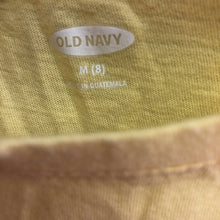 OLD NAVY
M (8)
IN GUATEMALA